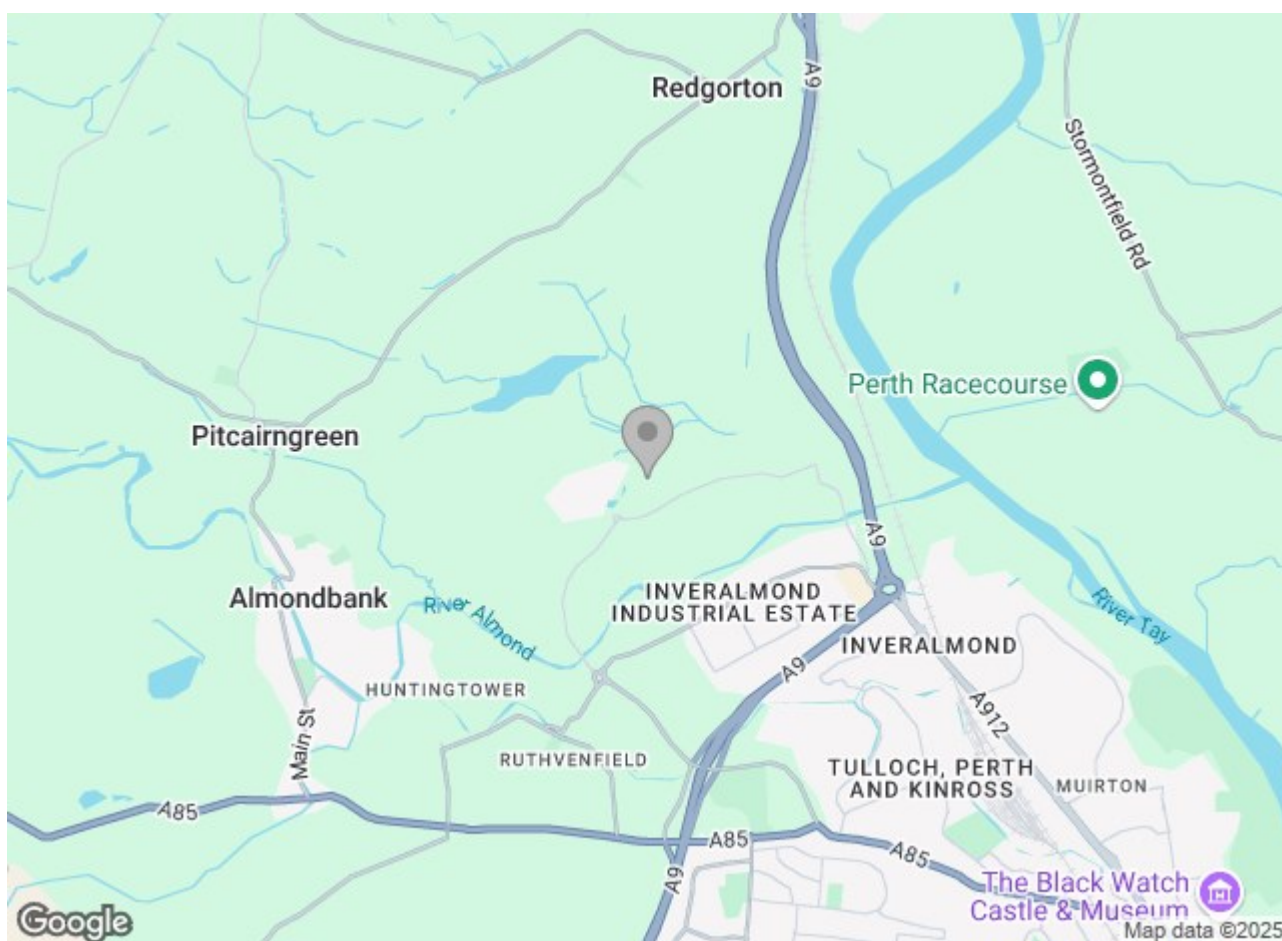 Redgorton
A9
Stormontfield Rd
Perth Racecourse
Pitcairngreen
A9
Almondbank
River Almond
INVERALMOND
INDUSTRIAL ESTATE
River Tay
INVERALMOND
A9
HUNTINGTOWER
A912
Main St
RUTHVENFIELD
TULLOCH, PERTH
AND KINROSS
MUIRTON
A85
A85
A85
A9
The Black Watch
Castle & Museum
Google
Map data ©2025